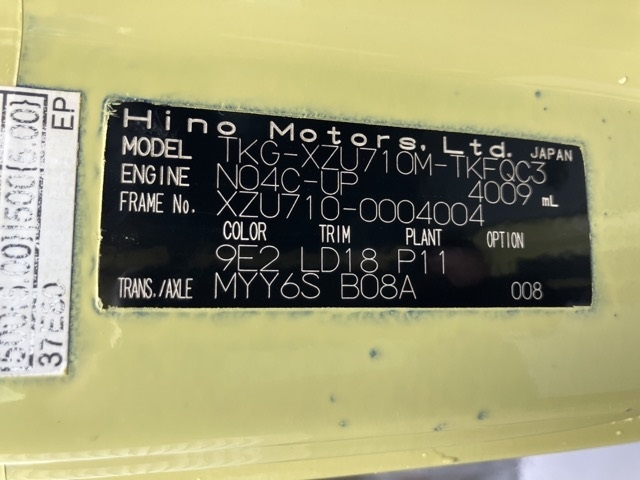 Hino Motors, Ltd. JAPAN
MODEL TKG-XZU710M-TKFQC3
ENGINE N04C-UP 4009 mL
FRAME No. XZU710-0004004
COLOR TRIM PLANT OPTION
9E2 LD18 P11
TRANS./AXLE MYY6S B08A 008
EP